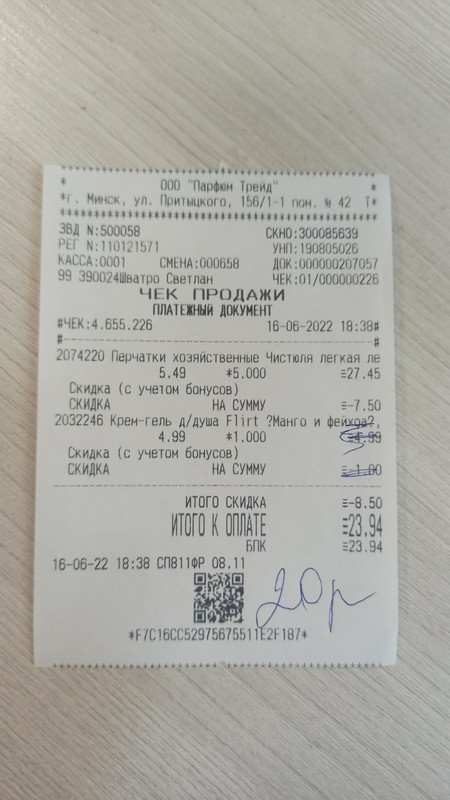 * ООО "Парфюм Трейд" *
*г. Минск, ул. Притыцкого, 156/1-1 пом. № 42 Т*
ЗВД N:500058 СКНО:300085639
РЕГ N:110121571 УНП:190805026
КАССА:0001 СМЕНА:000658 ДОК:000000207057
99 390024Шватро Светлан ЧЕК:01/000000226
ЧЕК ПРОДАЖИ
ПЛАТЕЖНЫЙ ДОКУМЕНТ
#ЧЕК:4.655.226 16-06-2022 18:38#
2074220 Перчатки хозяйственные Чистюля легкая ле
5.49 *5.000 =27.45
Скидка (с учетом бонусов)
СКИДКА НА СУММУ =-7.50
2032246 Крем-гель д/душа Flirt ?Манго и фейхоа?,
4.99 *1.000 =4.99
Скидка (с учетом бонусов)
СКИДКА НА СУММУ =-1.00
ИТОГО СКИДКА =-8.50
ИТОГО К ОПЛАТЕ =23.94
БПК =23.94
16-06-22 18:38 СП811ФР 08.11
20р
*F7C16CC52975675511E2F187*